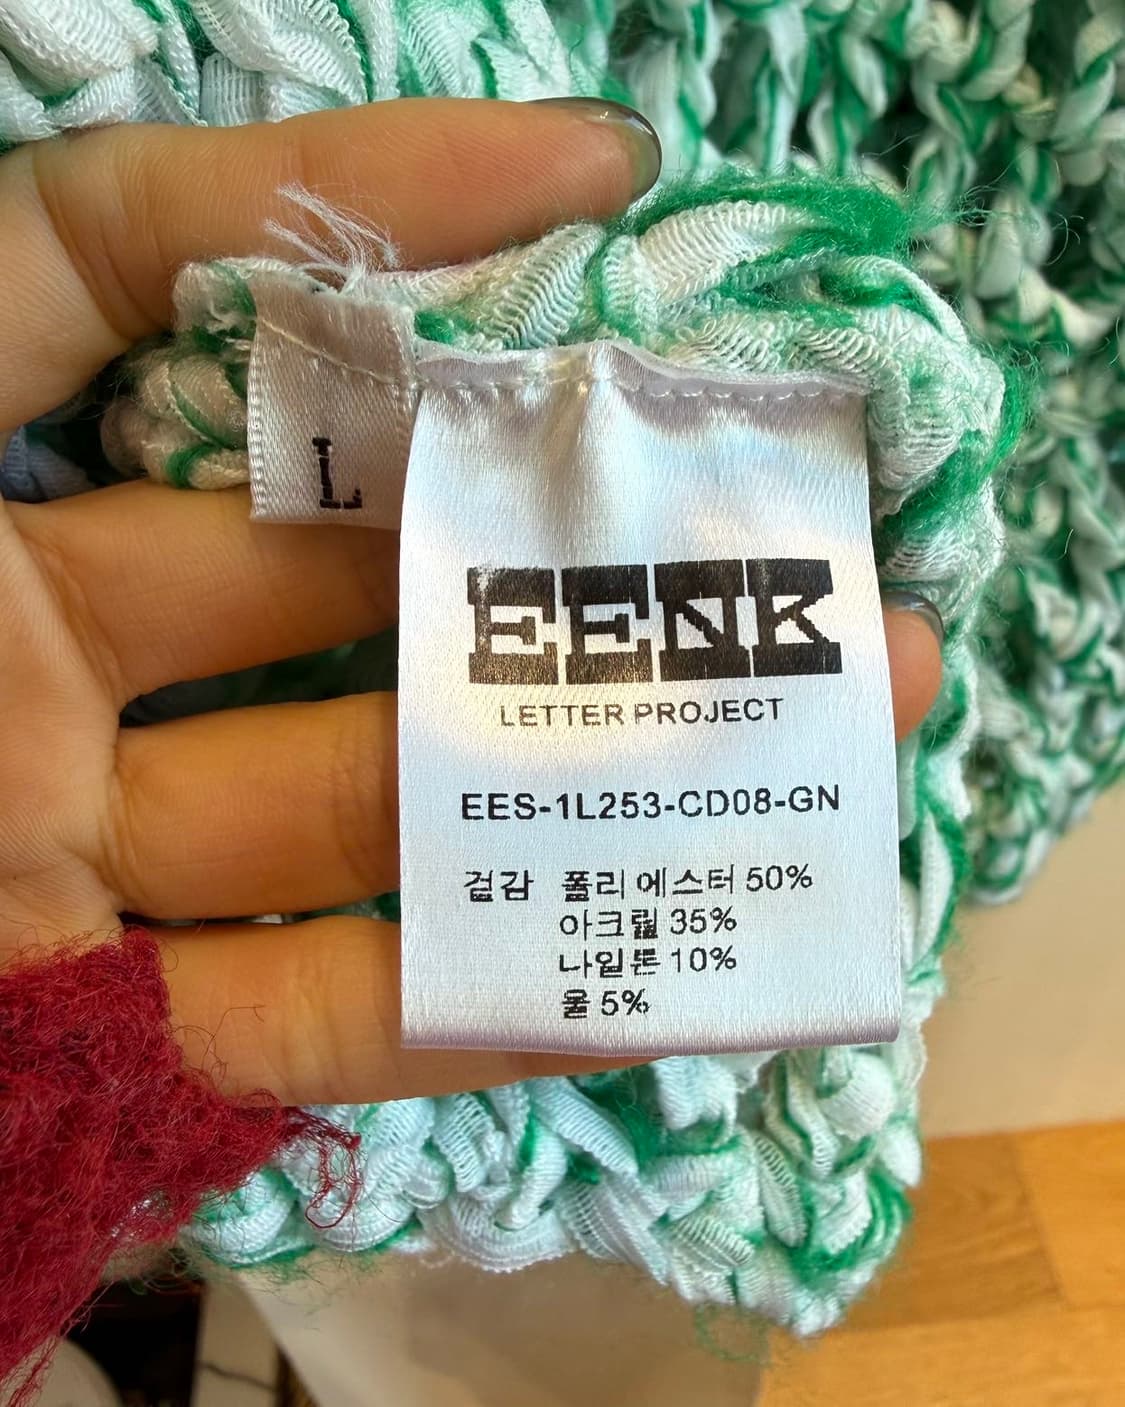 L
EENK
LETTER PROJECT
EES-1L253-CD08-GN
겉감 폴리에스터 50%
아크릴 35%
나일론 10%
울 5%